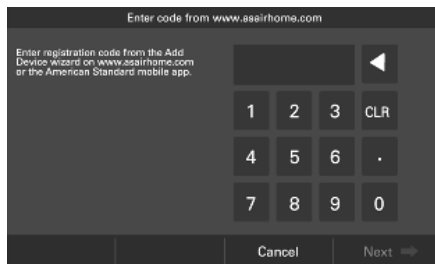 Enter code from www.asairhome.com
Enter registration code from the Add
Device wizard on www.asairhome.com
or the American Standard mobile app.
1 2 3 CLR
4 5 6 .
7 8 9 0
Cancel Next